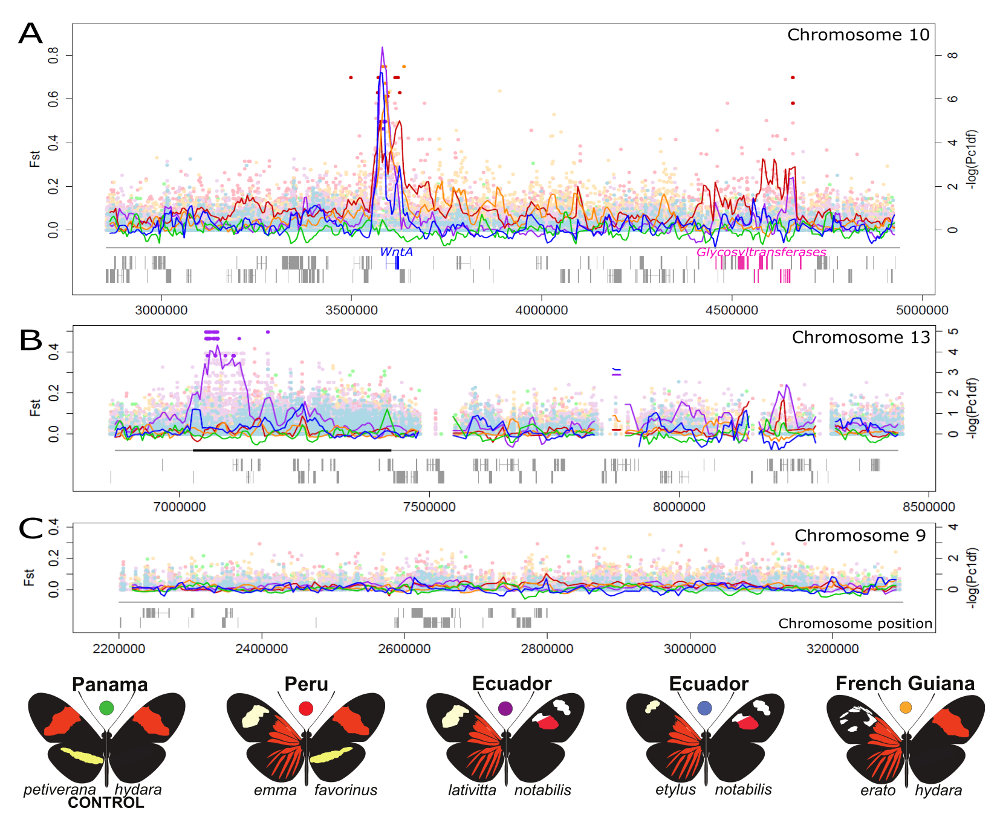 A
Chromosome 10
0.8
0.6
0.4
0.2
0.0
Fst
8
6
4
2
0
-log(Pc1df)
WntA
Glycosyltransferases
3000000 3500000 4000000 4500000 5000000
B
Chromosome 13
0.4
0.2
0.0
Fst
5
4
3
2
1
0
-log(Pc1df)
7000000 7500000 8000000 8500000
C
Chromosome 9
0.4
0.2
0.0
Fst
4
2
0
-log(Pc1df)
Chromosome position
2200000 2400000 2600000 2800000 3000000 3200000
Panama Peru Ecuador Ecuador French Guiana
petiverana hydara emma favorinus lativitta notabilis etylus notabilis erato hydara
CONTROL